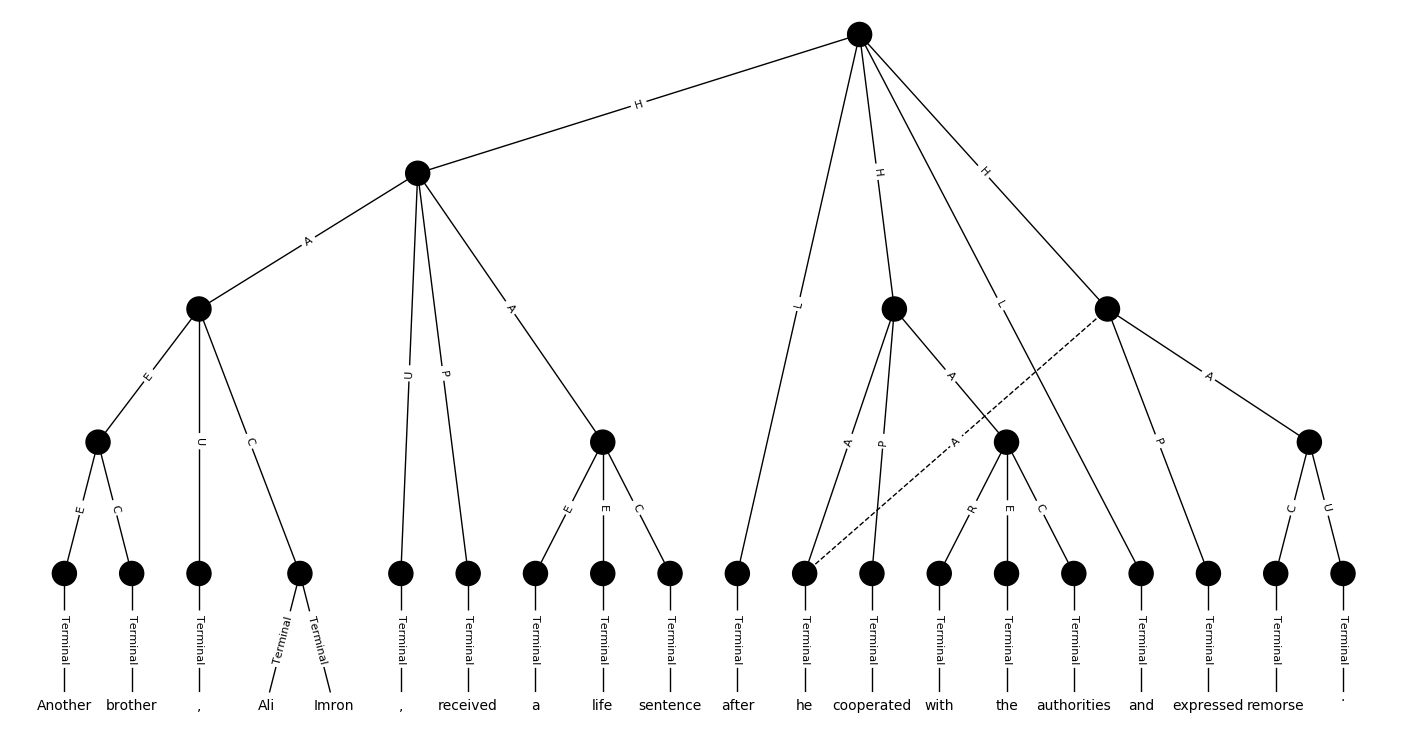 H
H
H
A
L
U
P
A
A
P
A
L
A
P
A
E
U
C
E
C
E
E
C
R
E
C
C
U
Terminal Terminal Terminal Terminal Terminal Terminal Terminal Terminal Terminal Terminal Terminal Terminal Terminal Terminal Terminal Terminal Terminal Terminal Terminal Terminal
Another brother , Ali Imron , received a life sentence after he cooperated with the authorities and expressed remorse .